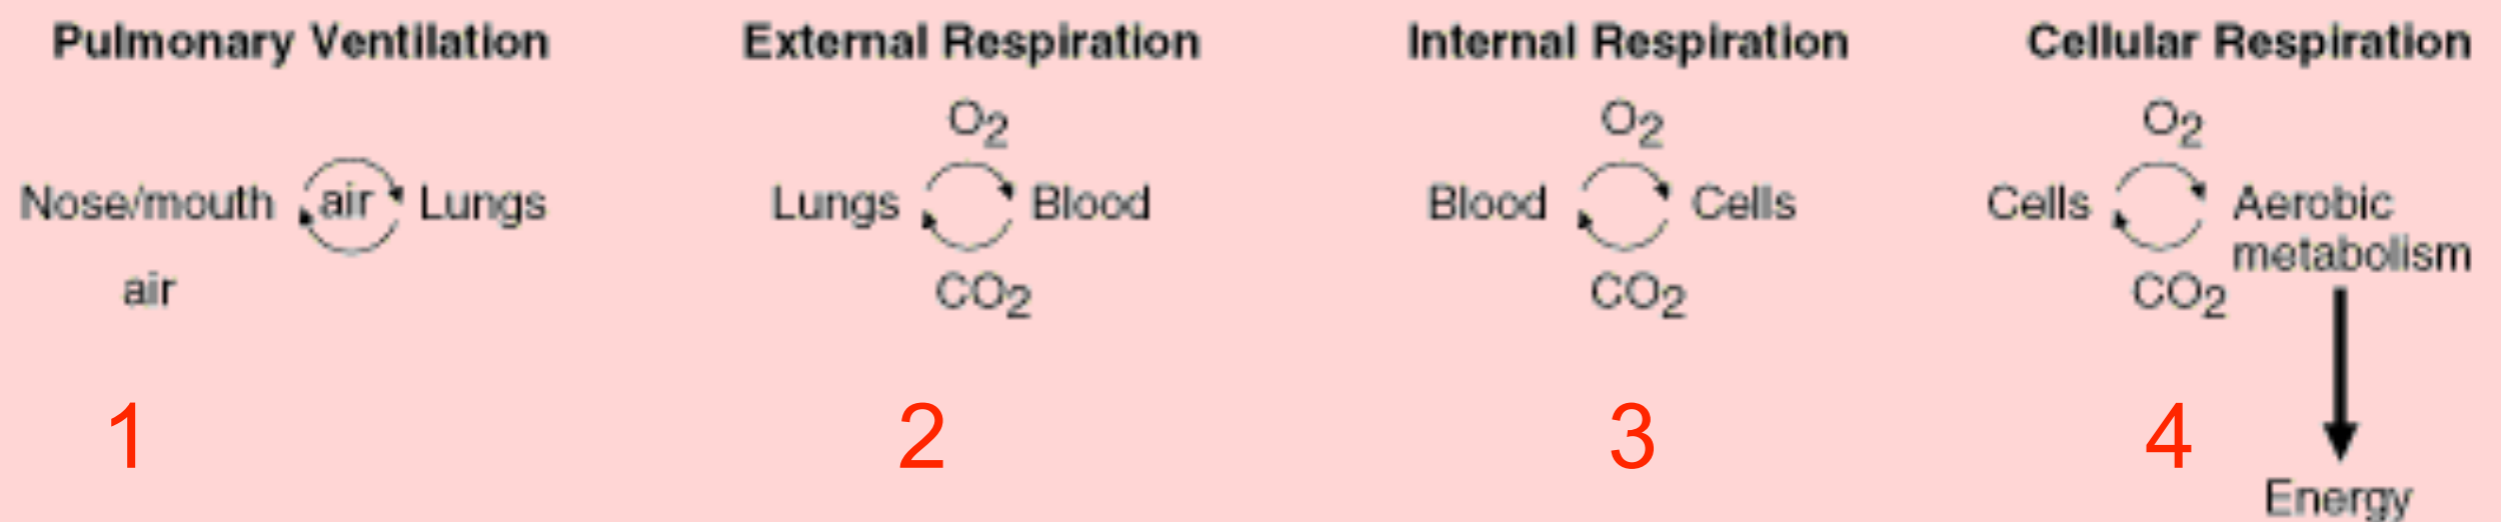 Pulmonary Ventilation
Nose/mouth air Lungs
air
1
External Respiration
O2
Lungs Blood
CO2
2
Internal Respiration
O2
Blood Cells
CO2
3
Cellular Respiration
O2
Cells Aerobic
metabolism
CO2
4
Energy